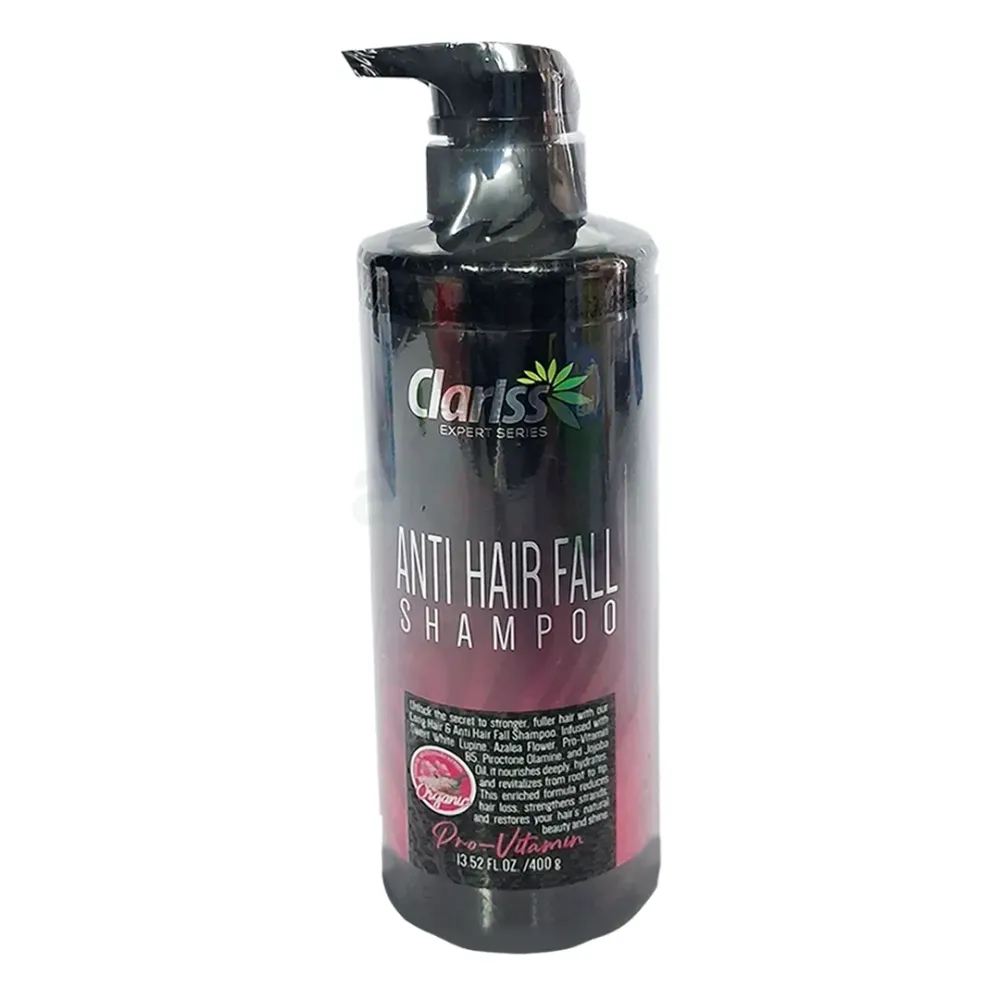 Clariss
EXPERT SERIES
ANTI HAIR FALL
SHAMPOO
Unlock the secret to stronger, fuller hair with our
Long Hair & Anti Hair Fall Shampoo. Infused with
Sweet White Lupine, Azalea Flower, Pro-Vitamin
B5, Piroctone Olamine, and Jojoba
Oil, it nourishes deeply, hydrates,
and revitalizes from root to tip.
This enriched formula reduces
hair loss, strengthens strands,
and restores your hair's natural
beauty and shine.
Organic
Pro-Vitamin
13.52 FL.OZ. /400 g